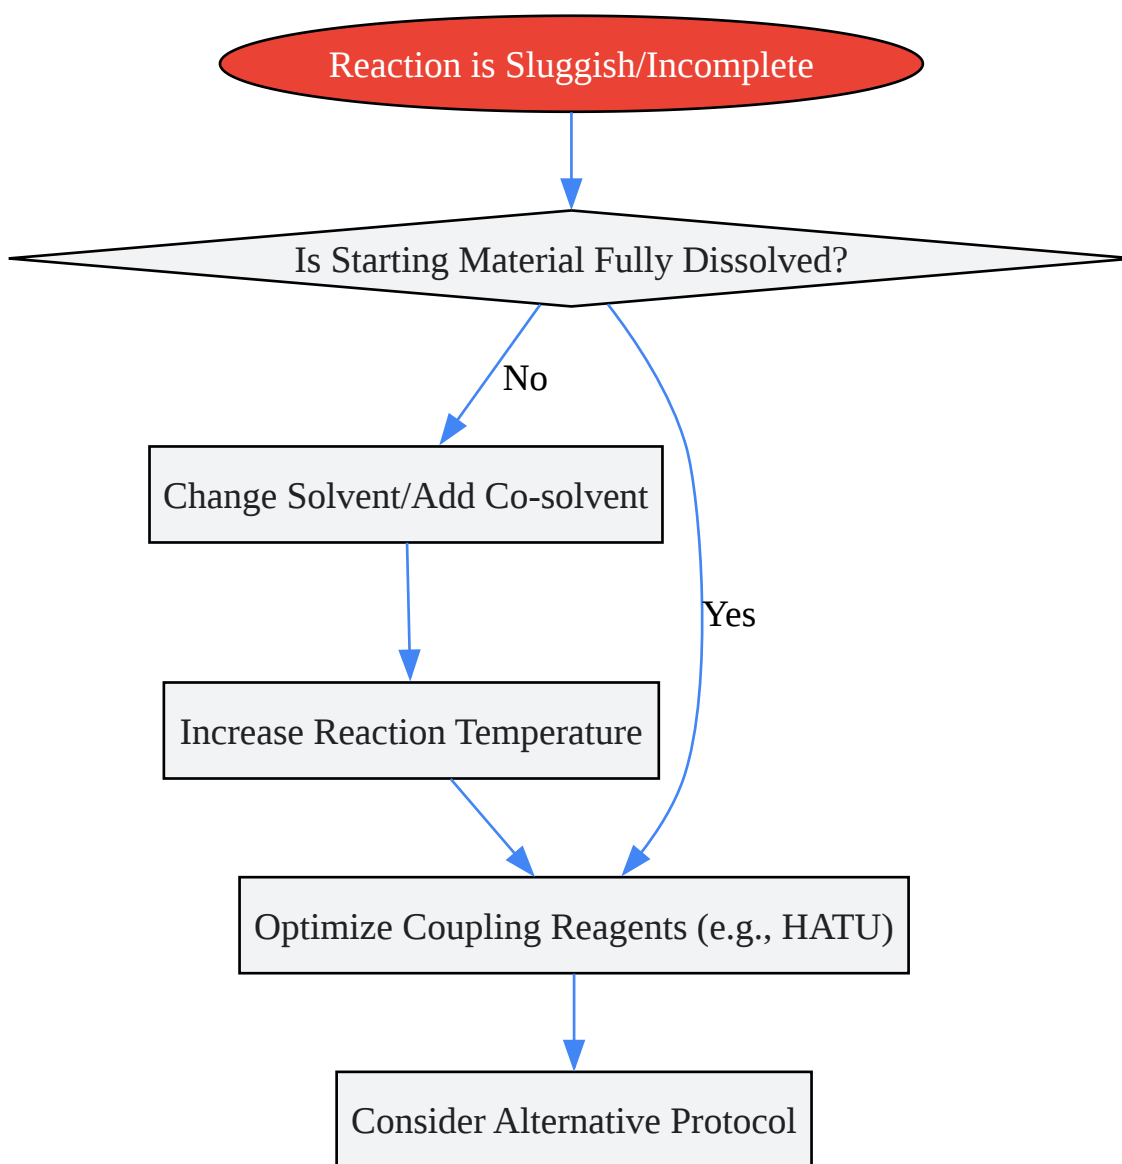 Reaction is Sluggish/Incomplete
Is Starting Material Fully Dissolved?
No
Change Solvent/Add Co-solvent
Yes
Increase Reaction Temperature
Optimize Coupling Reagents (e.g., HATU)
Consider Alternative Protocol